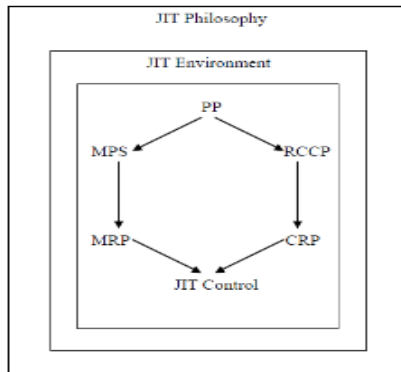 JIT Philosophy
JIT Environment
PP
MPS RCCP
MRP CRP
JIT Control